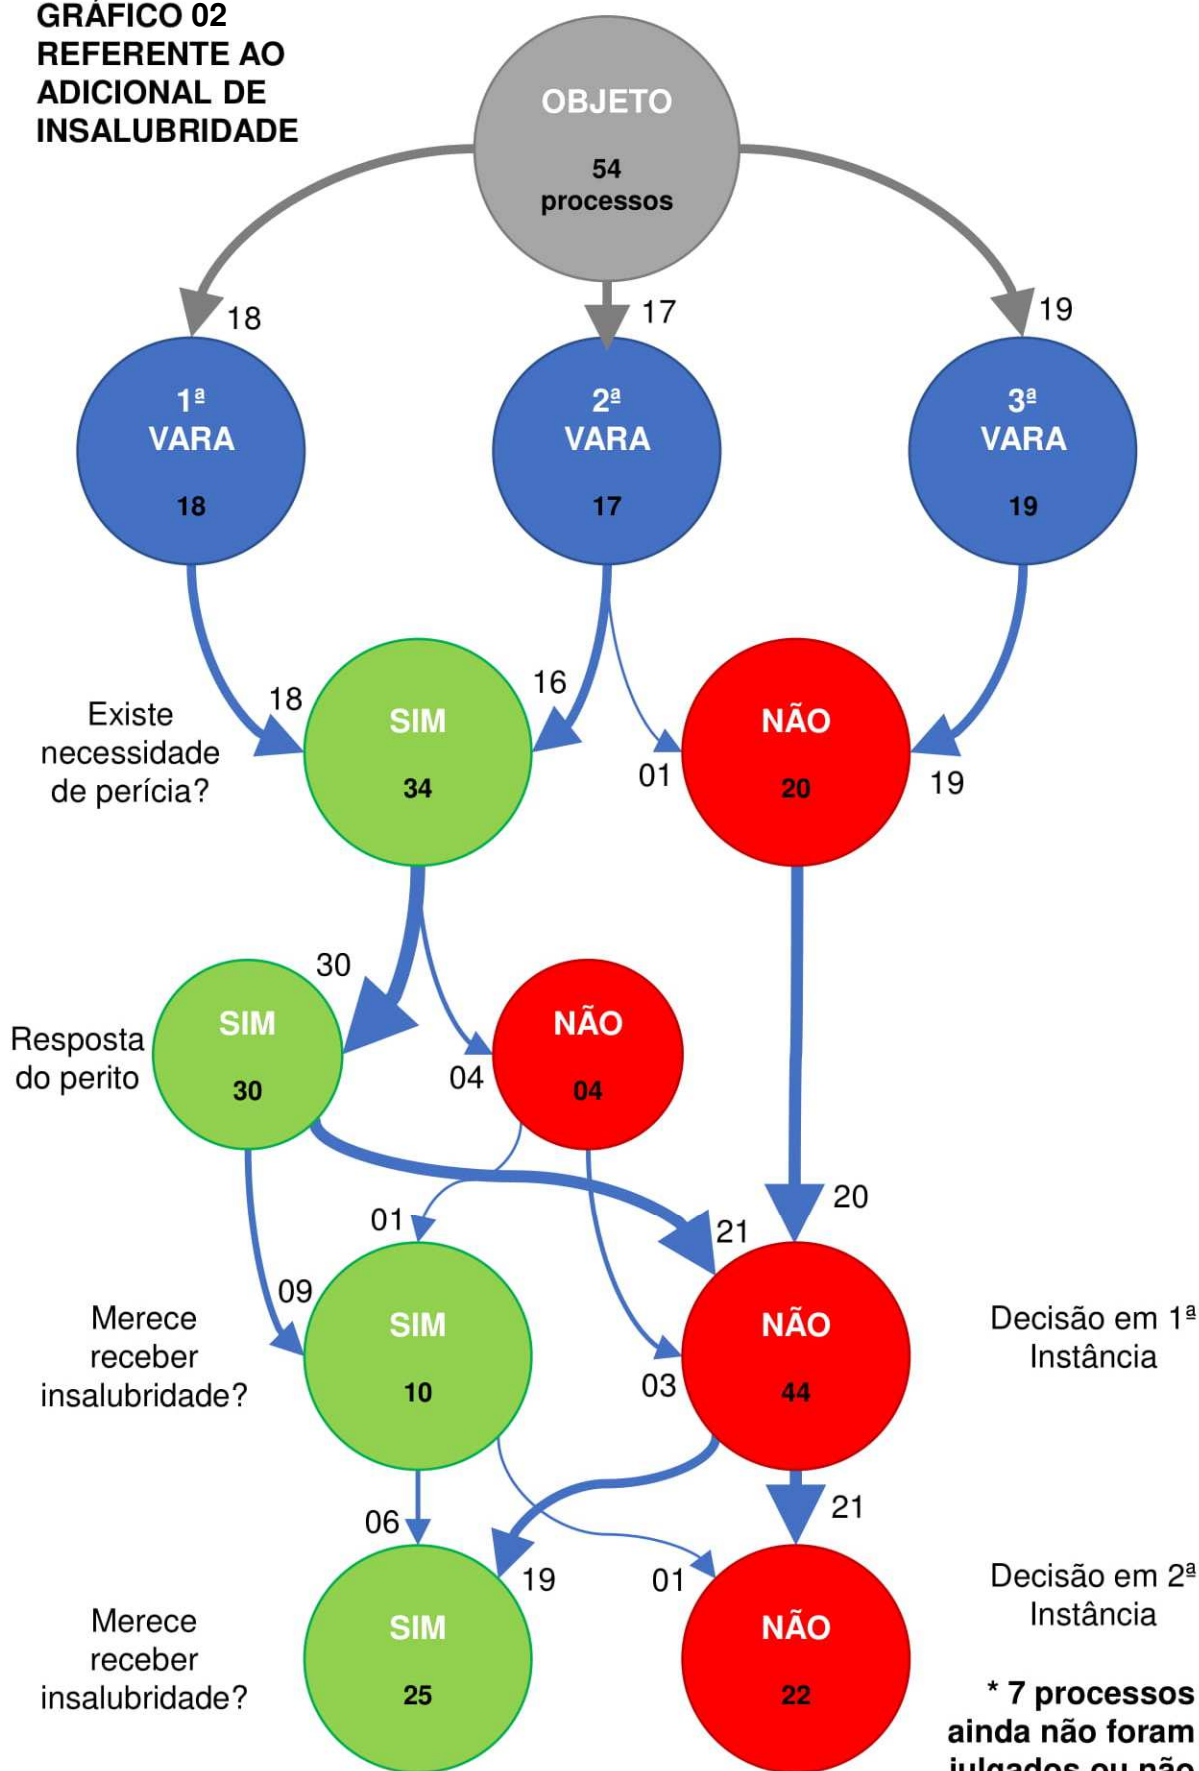 GRÁFICO 02
REFERENTE AO
ADICIONAL DE
INSALUBRIDADE
OBJETO
54
processos
18
17
19
1ª
VARA
18
2ª
VARA
17
3ª
VARA
19
Existe
necessidade
de perícia?
18
SIM
34
16
01
NÃO
20
19
Resposta
do perito
30
SIM
30
04
NÃO
04
01
21
20
09
Merece
receber
insalubridade?
SIM
10
03
NÃO
44
Decisão em 1ª
Instância
06
19
01
21
Merece
receber
insalubridade?
SIM
25
NÃO
22
Decisão em 2ª
Instância
* 7 processos
ainda não foram
julgados ou não